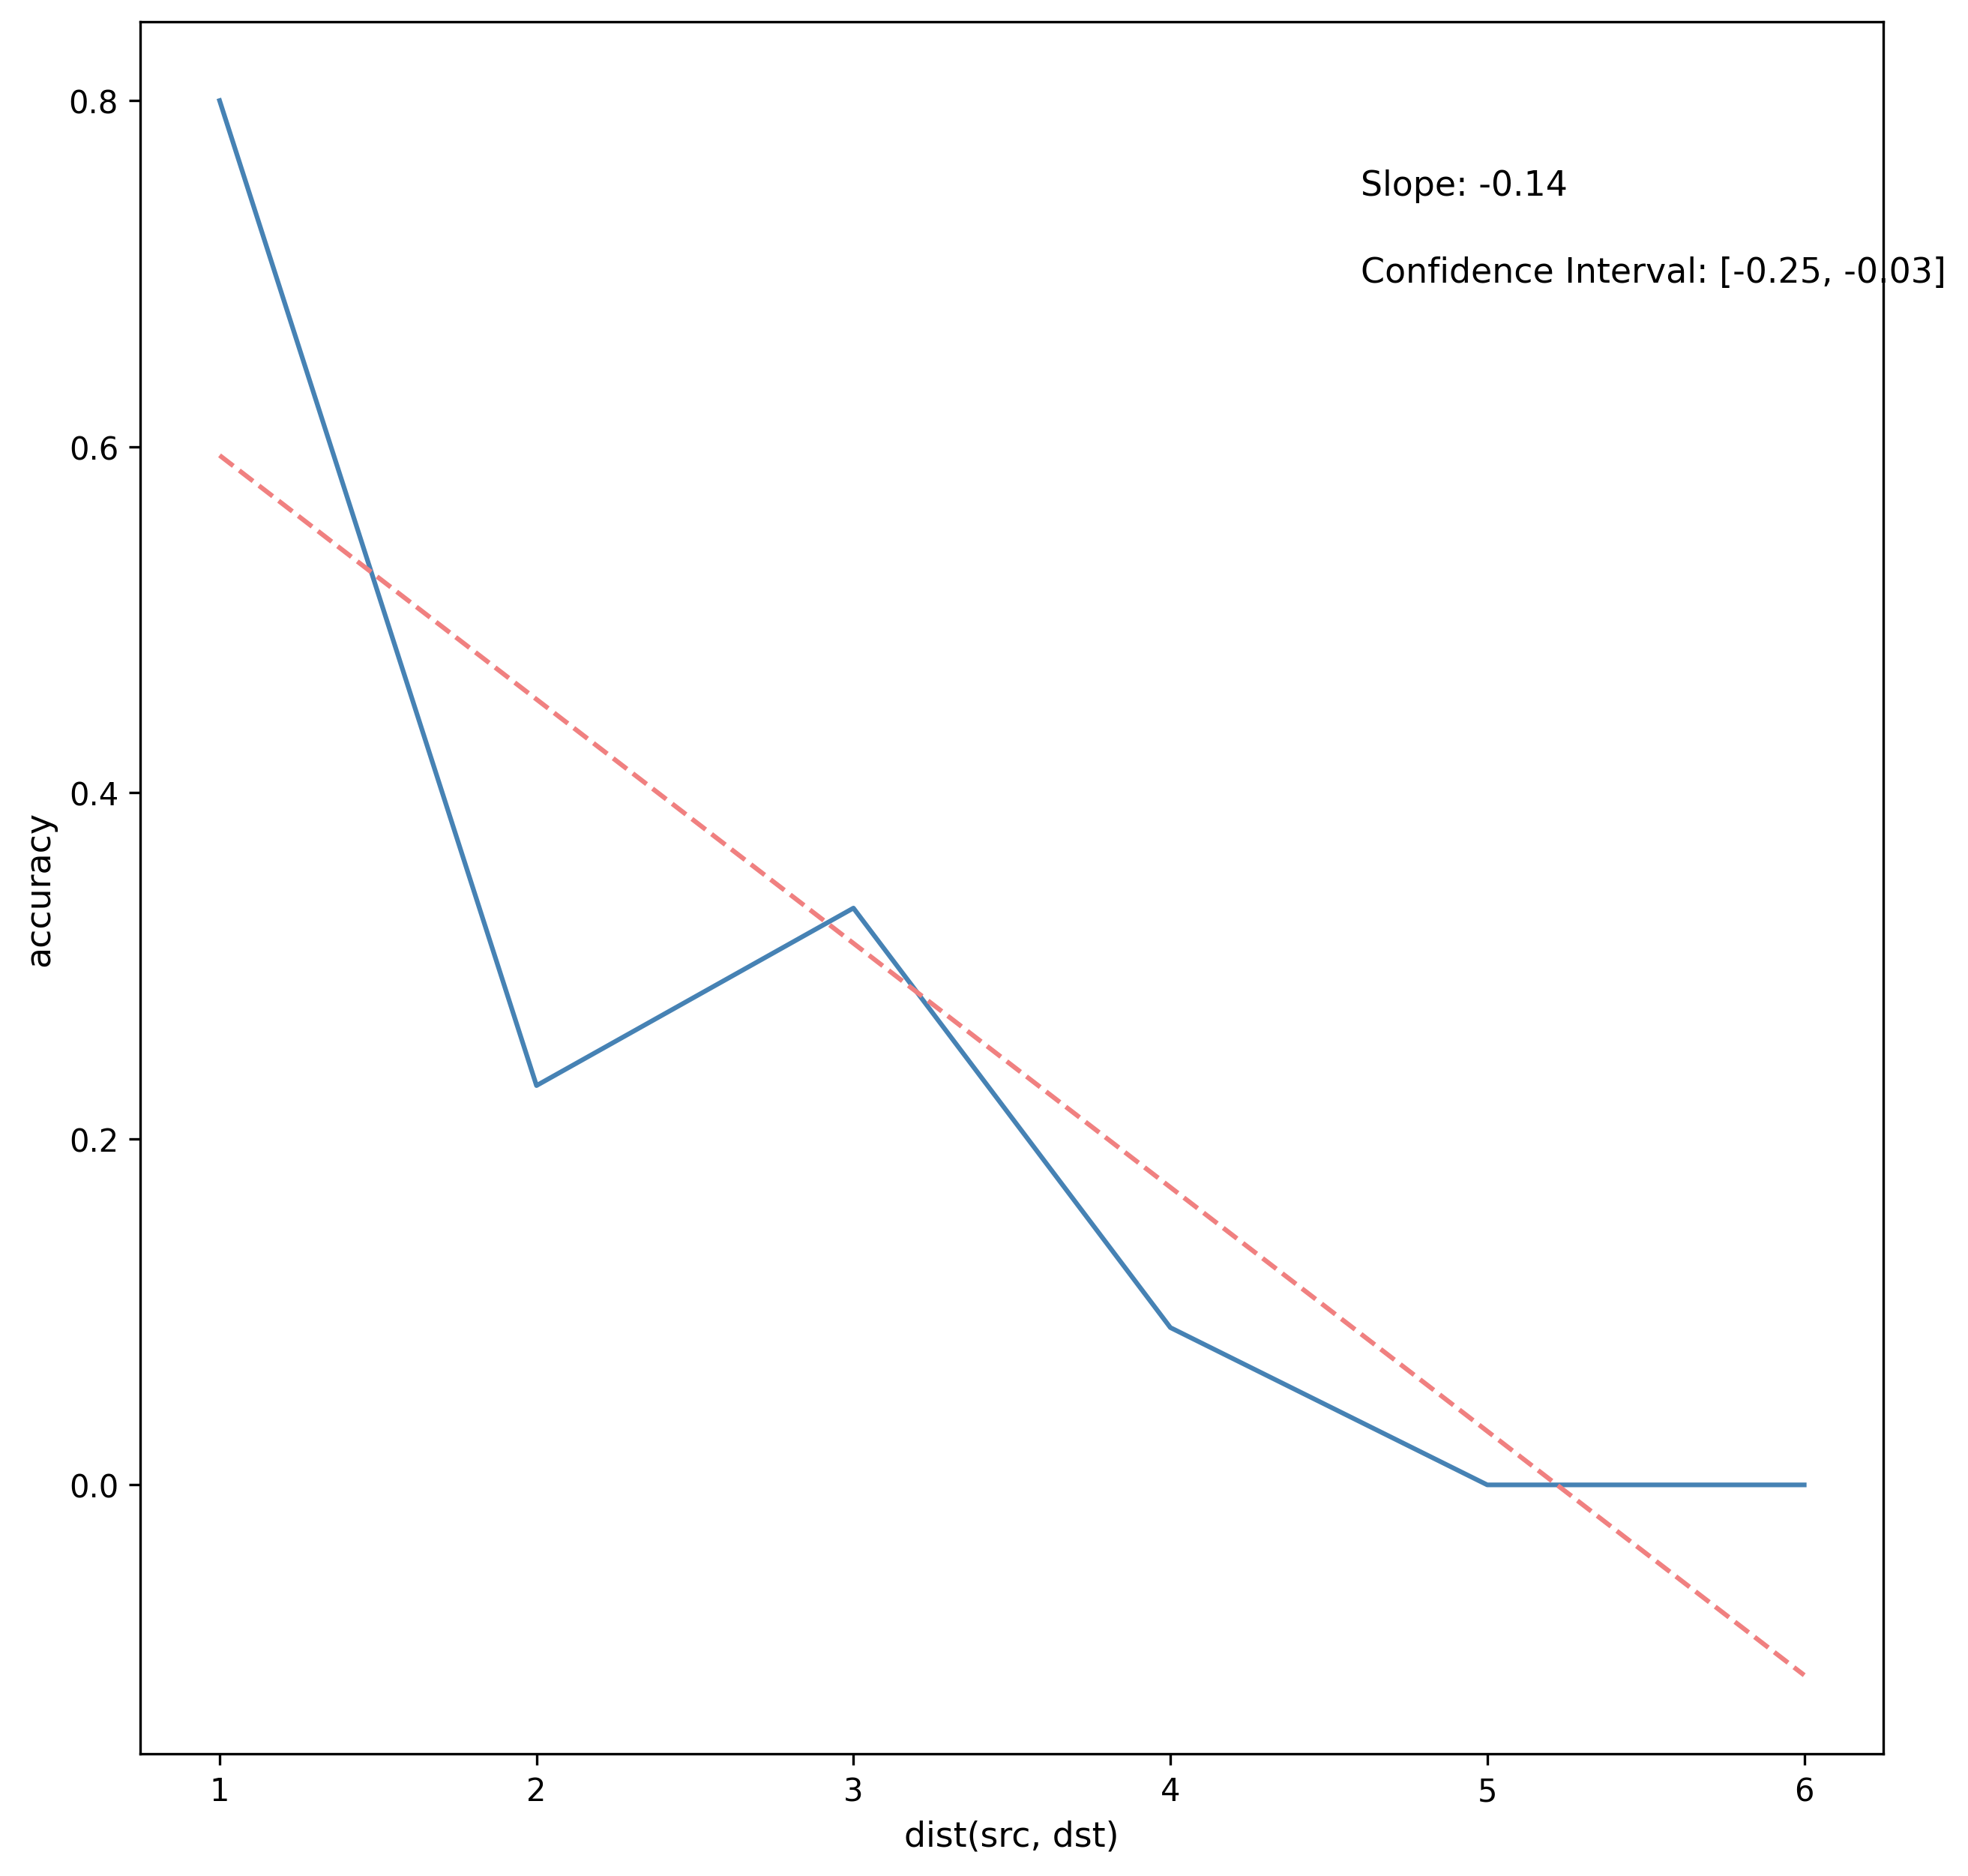 0.8
Slope: -0.14
Confidence Interval: [-0.25, -0.03]
0.6
0.4
accuracy
0.2
0.0
1 2 3 4 5 6
dist(src, dst)